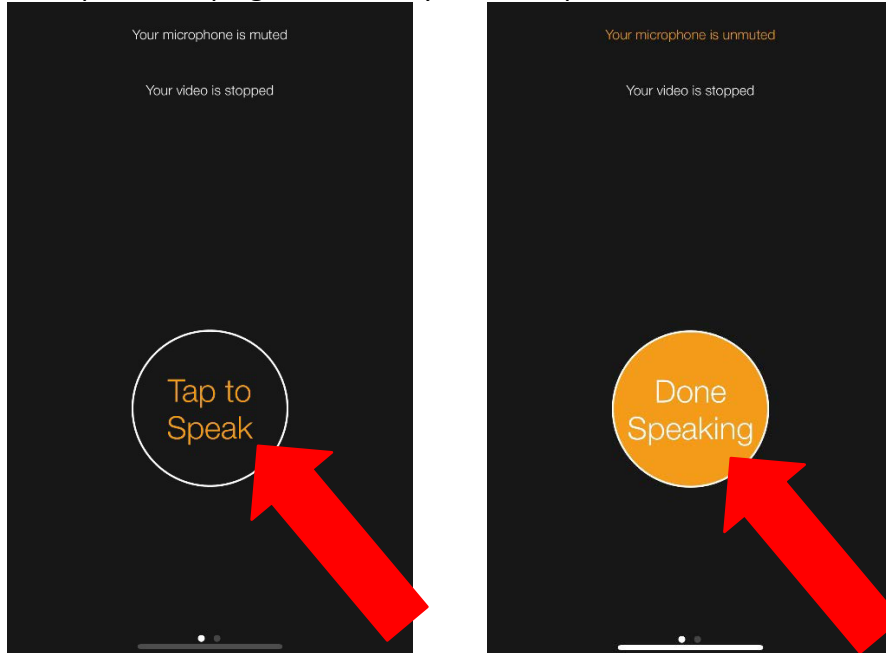 Your microphone is muted
Your video is stopped
Tap to
Speak
Your microphone is unmuted
Your video is stopped
Done
Speaking